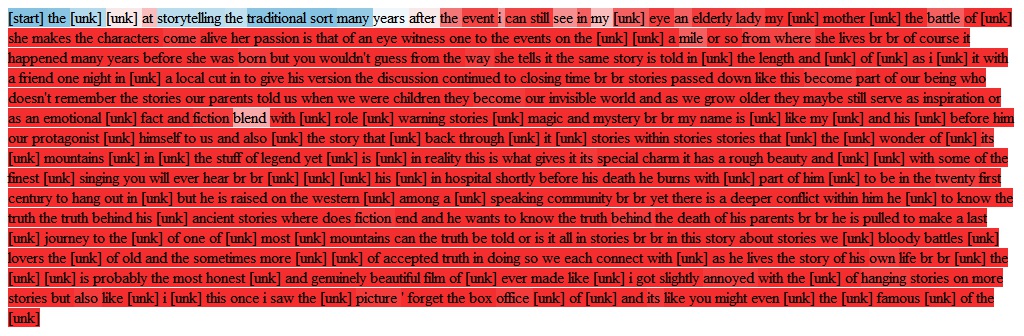 [start] the [unk] [unk] at storytelling the traditional sort many years after the event i can still see in my [unk] eye an elderly lady my [unk] mother [unk] the battle of [unk]
she makes the characters come alive her passion is that of an eye witness one to the events on the [unk] [unk] a mile or so from where she lives br br of course it
happened many years before she was born but you wouldn't guess from the way she tells it the same story is told in [unk] the length and [unk] of [unk] as i [unk] it with
a friend one night in [unk] a local cut in to give his version the discussion continued to closing time br br stories passed down like this become part of our being who
doesn't remember the stories our parents told us when we were children they become our invisible world and as we grow older they maybe still serve as inspiration or
as an emotional [unk] fact and fiction blend with [unk] role [unk] warning stories [unk] magic and mystery br br my name is [unk] like my [unk] and his [unk] before him
our protagonist [unk] himself to us and also [unk] the story that [unk] back through [unk] it [unk] stories within stories stories that [unk] the [unk] wonder of [unk] its
[unk] mountains [unk] in [unk] the stuff of legend yet [unk] is [unk] in reality this is what gives it its special charm it has a rough beauty and [unk] [unk] with some of the
finest [unk] singing you will ever hear br br [unk] [unk] [unk] his [unk] in hospital shortly before his death he burns with [unk] part of him [unk] to be in the twenty first
century to hang out in [unk] but he is raised on the western [unk] among a [unk] speaking community br br yet there is a deeper conflict within him he [unk] to know the
truth the truth behind his [unk] ancient stories where does fiction end and he wants to know the truth behind the death of his parents br br he is pulled to make a last
[unk] journey to the [unk] of one of [unk] most [unk] mountains can the truth be told or is it all in stories br br in this story about stories we [unk] bloody battles [unk]
lovers the [unk] of old and the sometimes more [unk] [unk] of accepted truth in doing so we each connect with [unk] as he lives the story of his own life br br [unk] the
[unk] [unk] is probably the most honest [unk] and genuinely beautiful film of [unk] ever made like [unk] i got slightly annoyed with the [unk] of hanging stories on more
stories but also like [unk] i [unk] this once i saw the [unk] picture ' forget the box office [unk] of [unk] and its like you might even [unk] the [unk] famous [unk] of the
[unk]